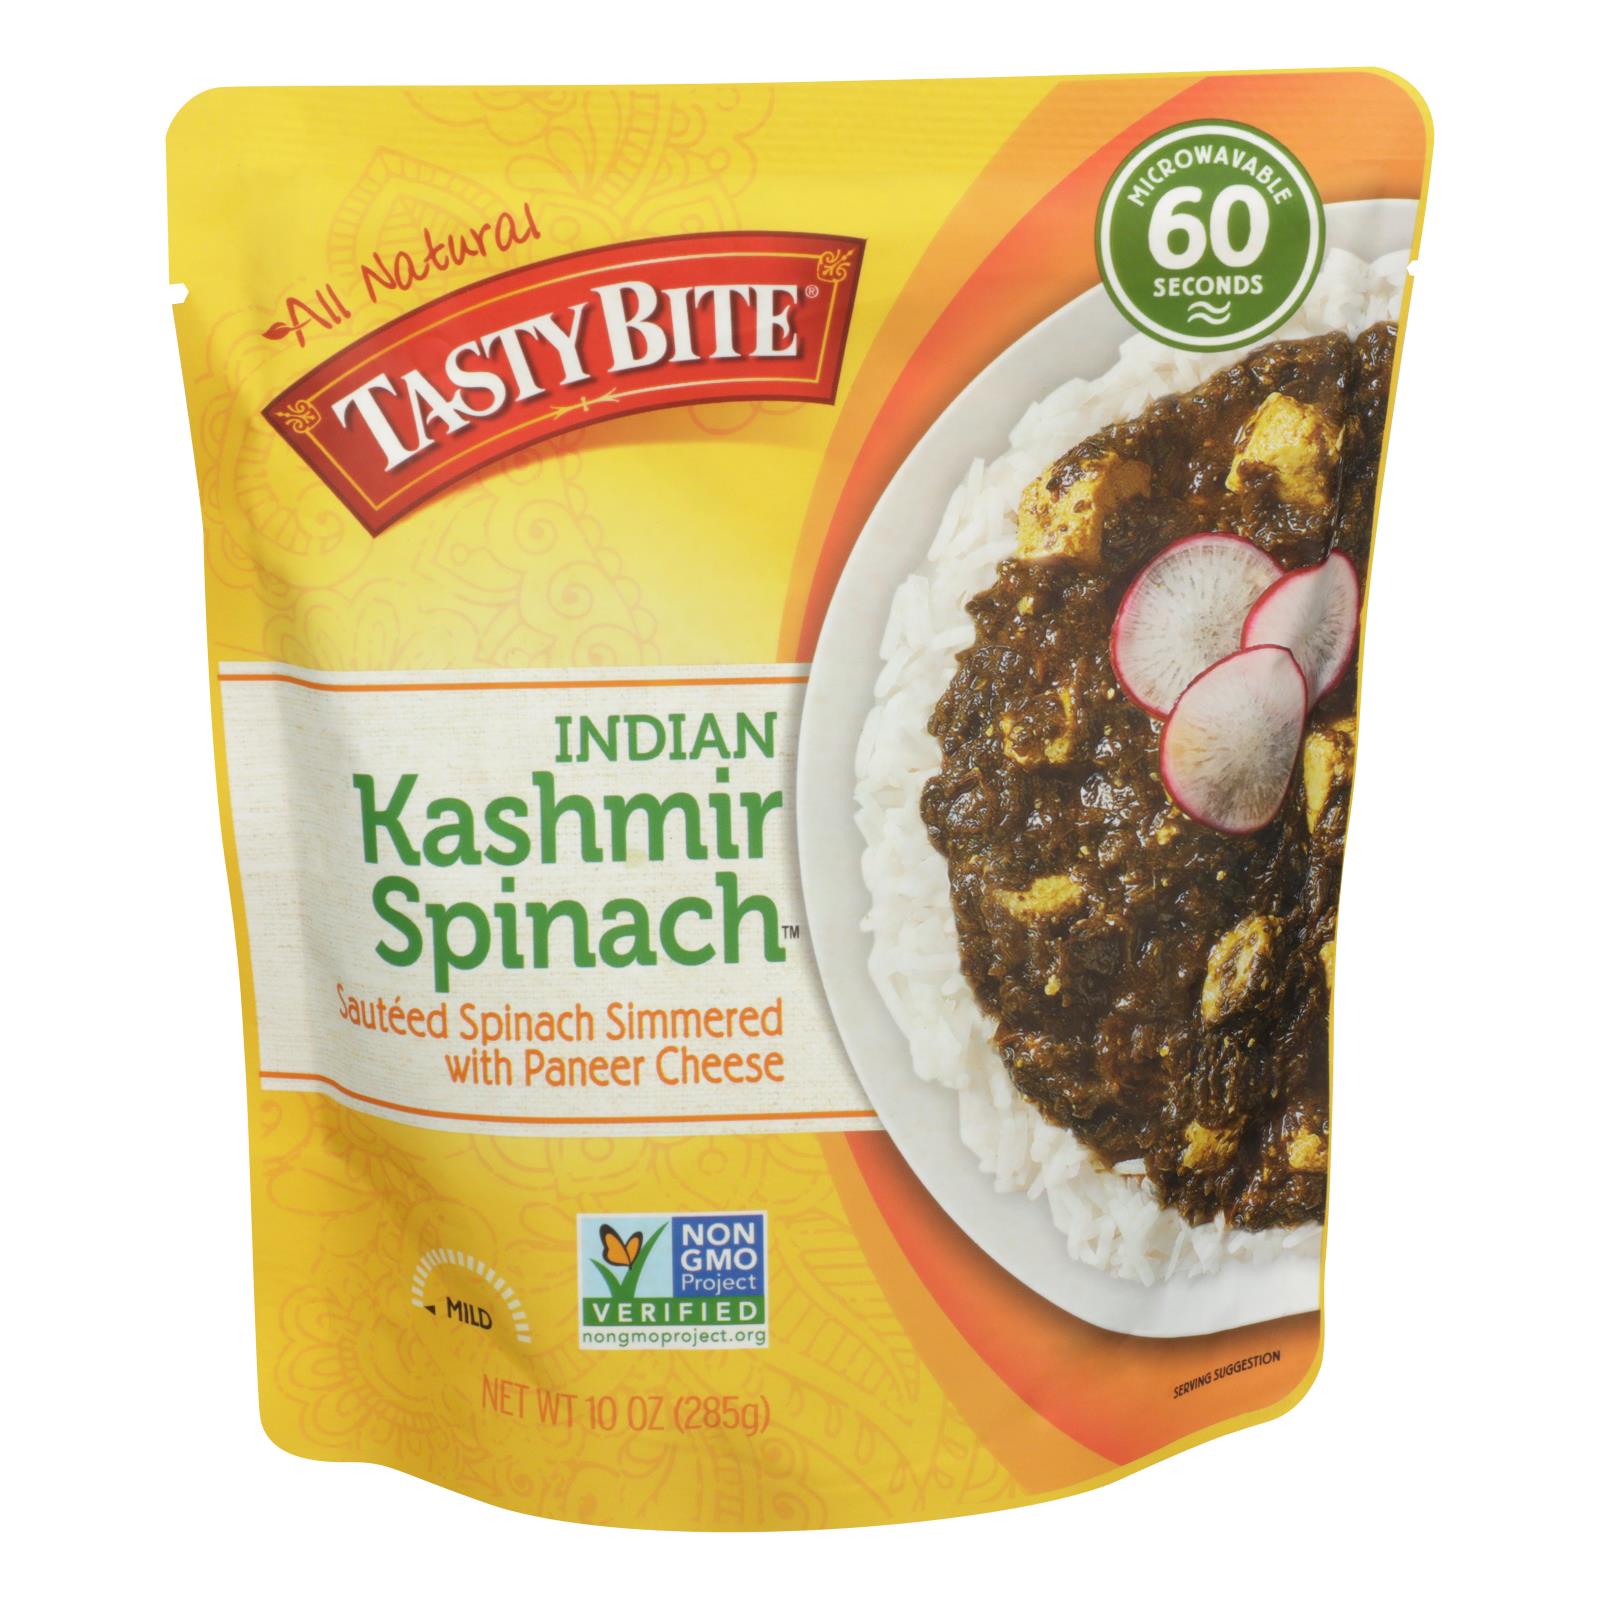 All Natural
TASTY BITE®
MICROWAVABLE
60
SECONDS
INDIAN
Kashmir
Spinach™
Sautéed Spinach Simmered
with Paneer Cheese
MILD
NON
GMO
Project
VERIFIED
nongmoproject.org
NET WT 10 OZ (285g)
SERVING SUGGESTION